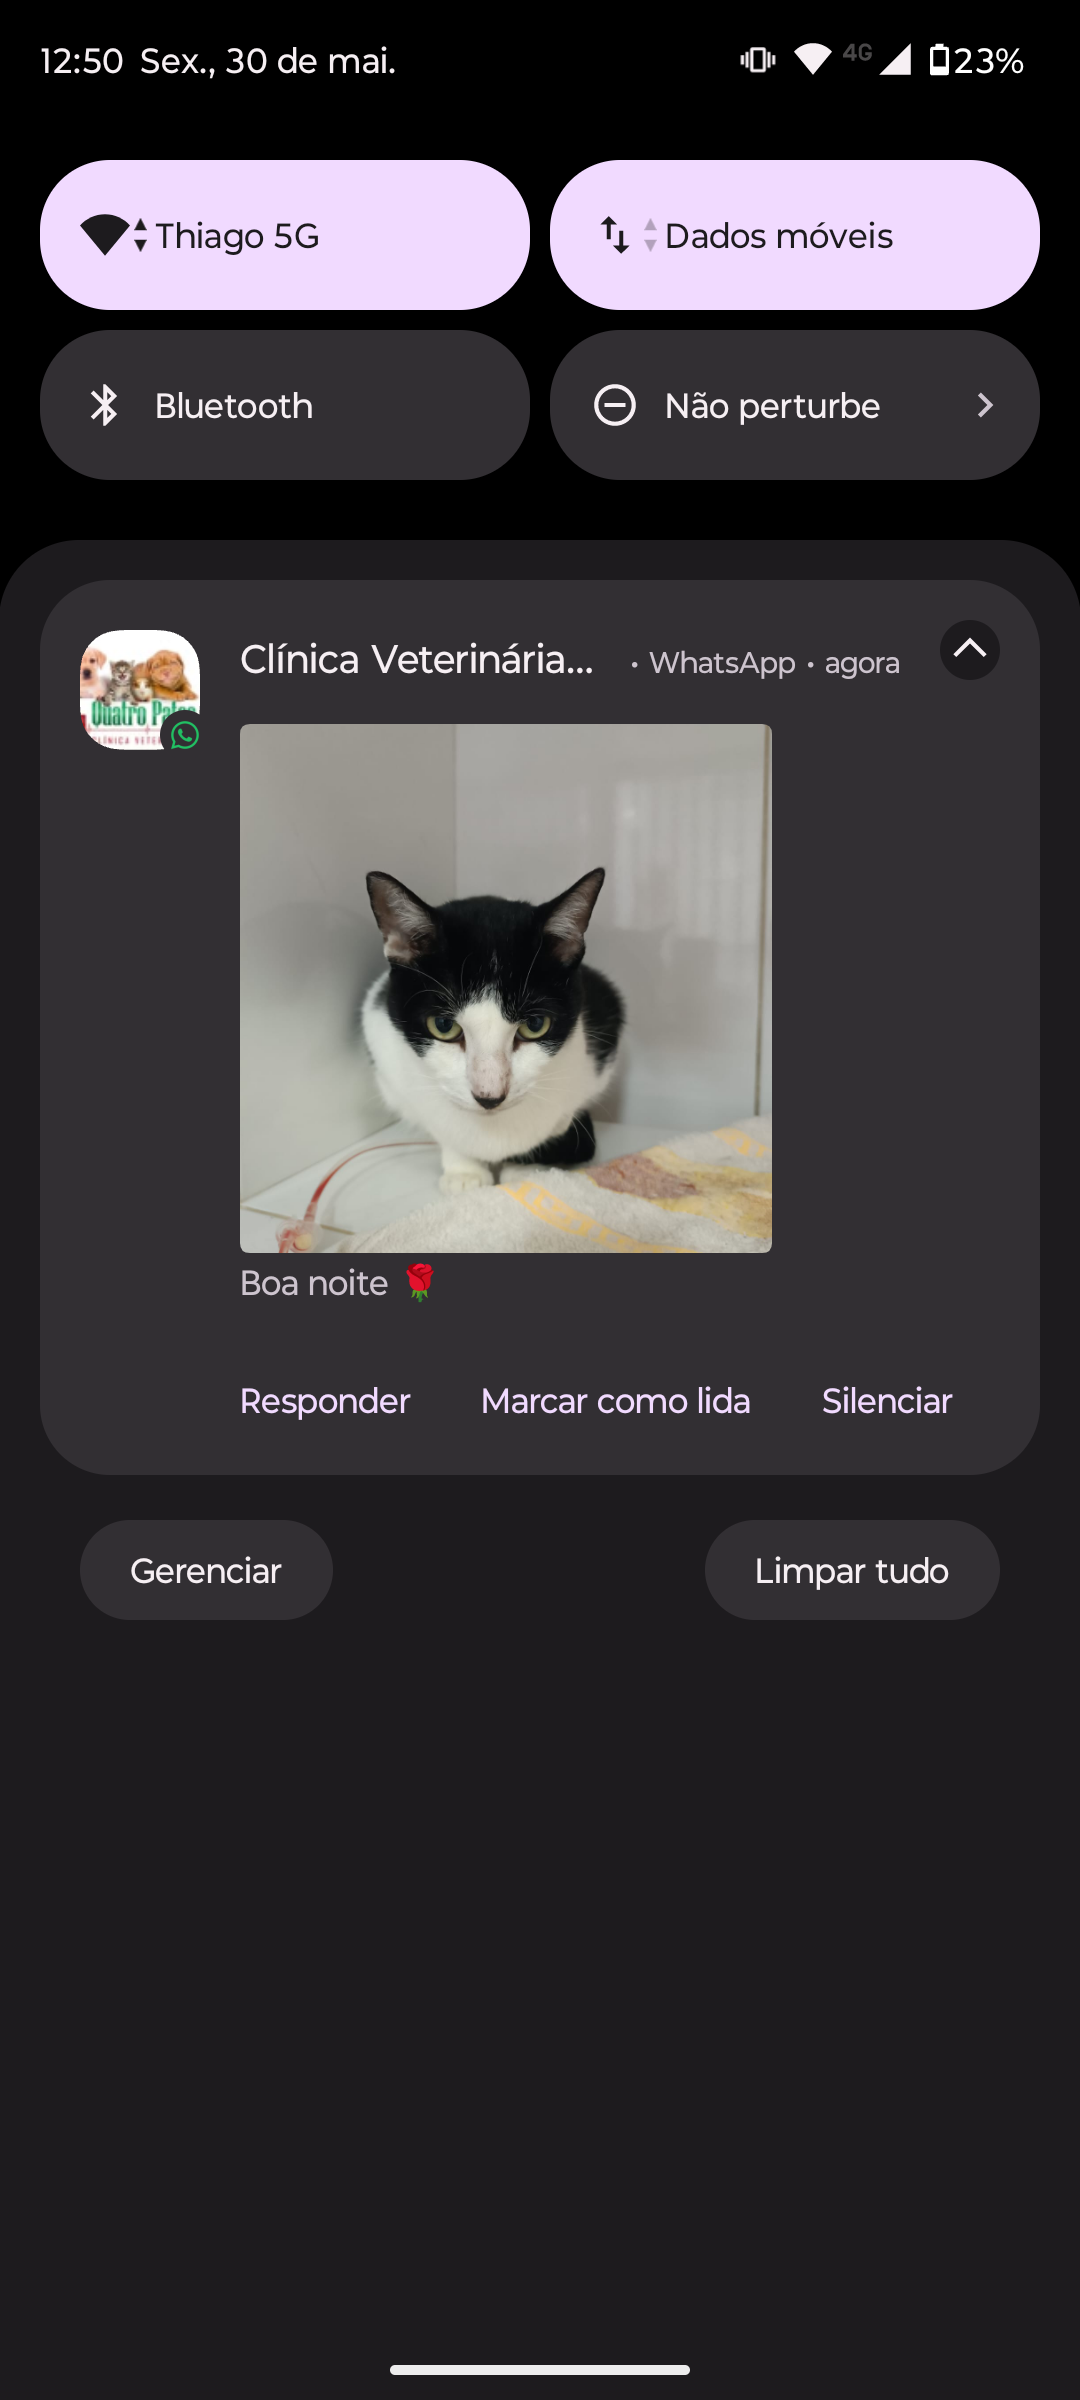 12:50 Sex., 30 de mai.
4G 23%
Thiago 5G
Dados móveis
Bluetooth
Não perturbe
Clínica Veterinária... • WhatsApp • agora
Quatro
Boa noite 🌹
Responder Marcar como lida Silenciar
Gerenciar
Limpar tudo